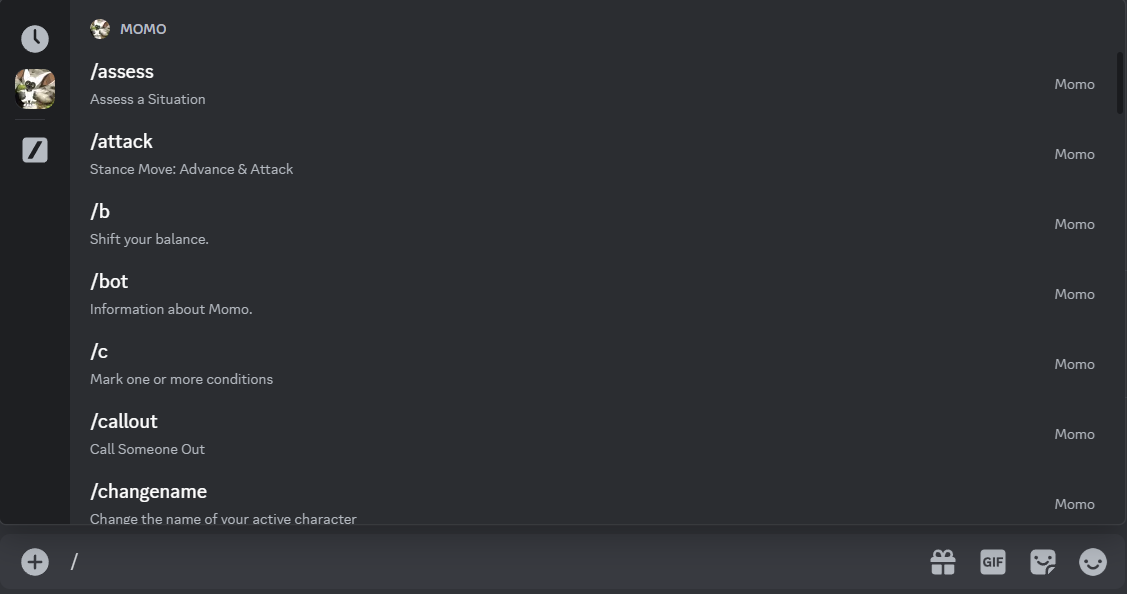 MOMO
/assess
Assess a Situation
Momo
/attack
Stance Move: Advance & Attack
Momo
/b
Shift your balance.
Momo
/bot
Information about Momo.
Momo
/c
Mark one or more conditions
Momo
/callout
Call Someone Out
Momo
/changename
Change the name of your active character
Momo
/
GIF